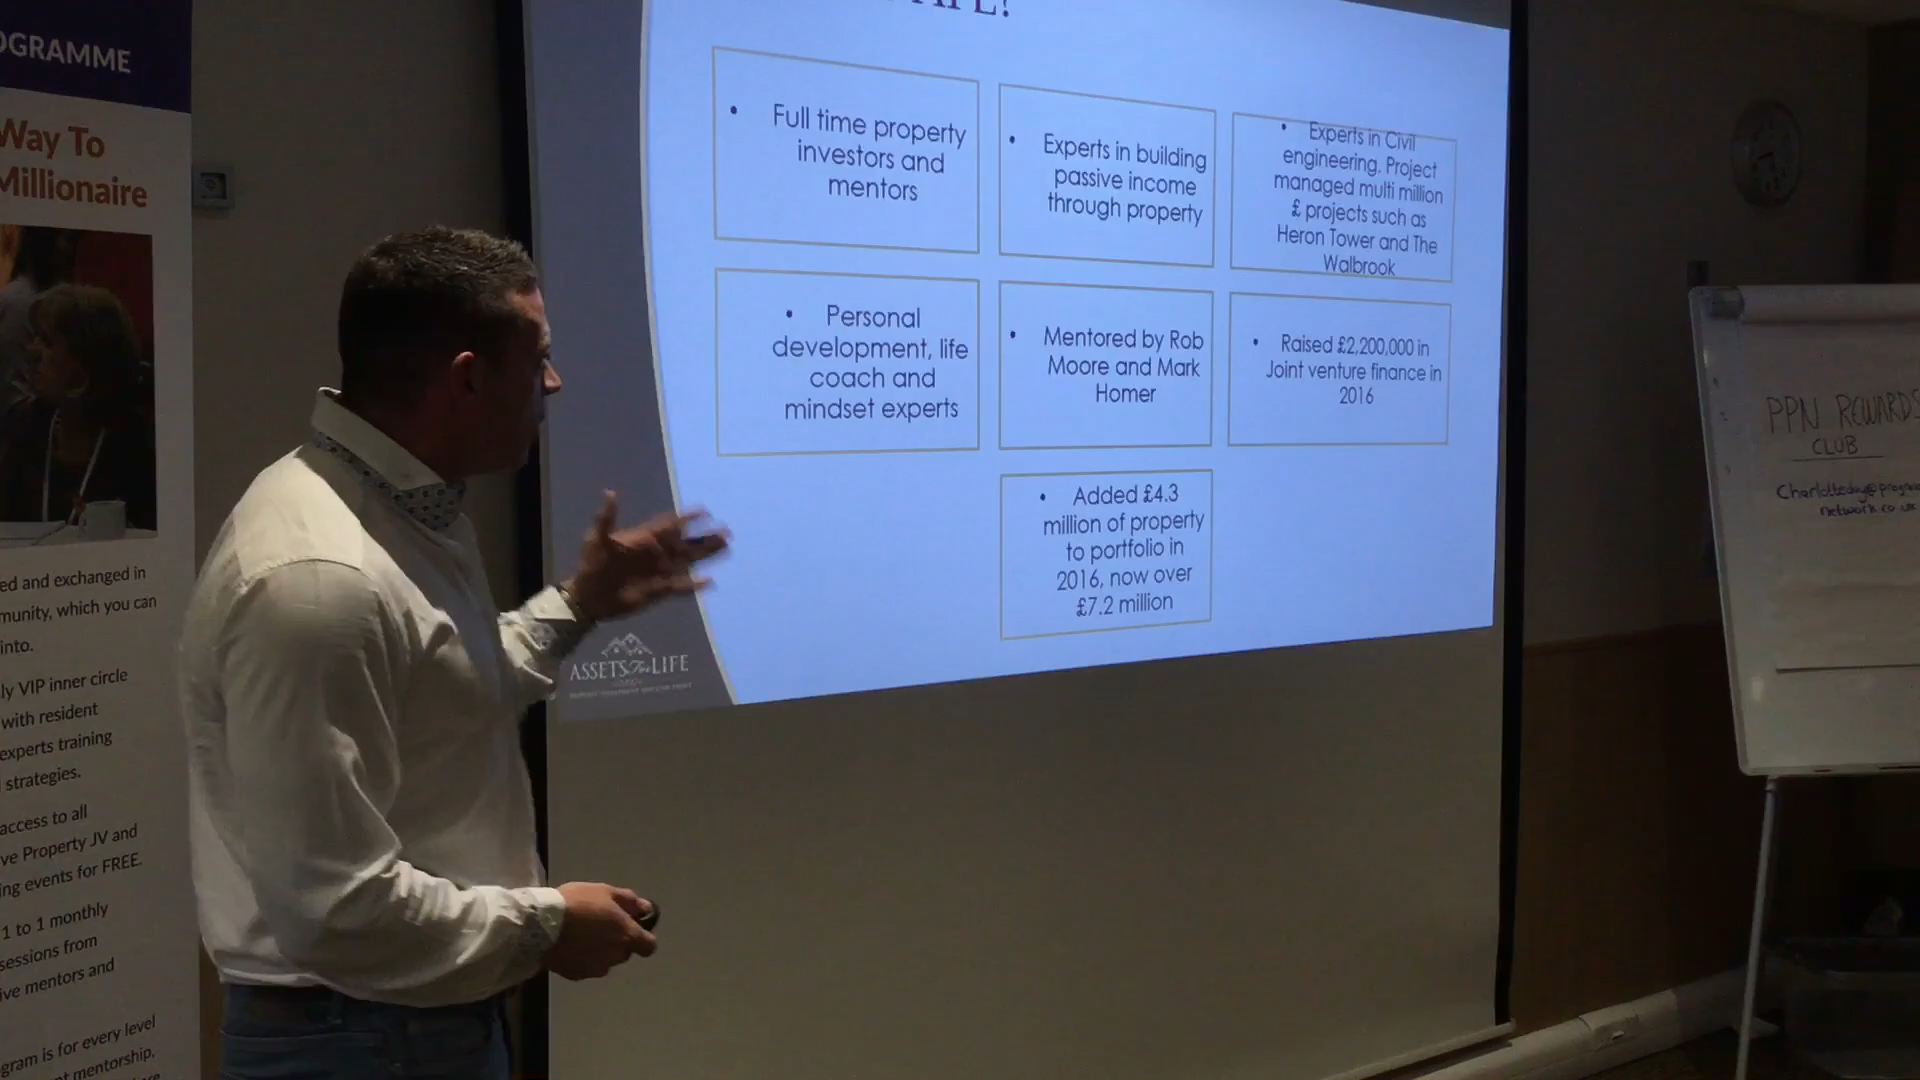 OGRAMME
Way To
Millionaire
ed and exchanged in
munity, which you can
into.
ly VIP inner circle
with resident
experts training
strategies.
access to all
ve Property JV and
ing events for FREE.
1 to 1 monthly
sessions from
ive mentors and
gram is for every level
mentorship,
• Full time property
investors and
mentors
• Experts in building
passive income
through property
• Experts in Civil
engineering. Project
managed multi million
£ projects such as
Heron Tower and The
Walbrook
• Personal
development, life
coach and
mindset experts
• Mentored by Rob
Moore and Mark
Homer
• Raised £2,200,000 in
Joint venture finance in
2016
• Added £4.3
million of property
to portfolio in
2016, now over
£7.2 million
ASSETS For LIFE
PPN REWARDS
CLUB
network.co.uk